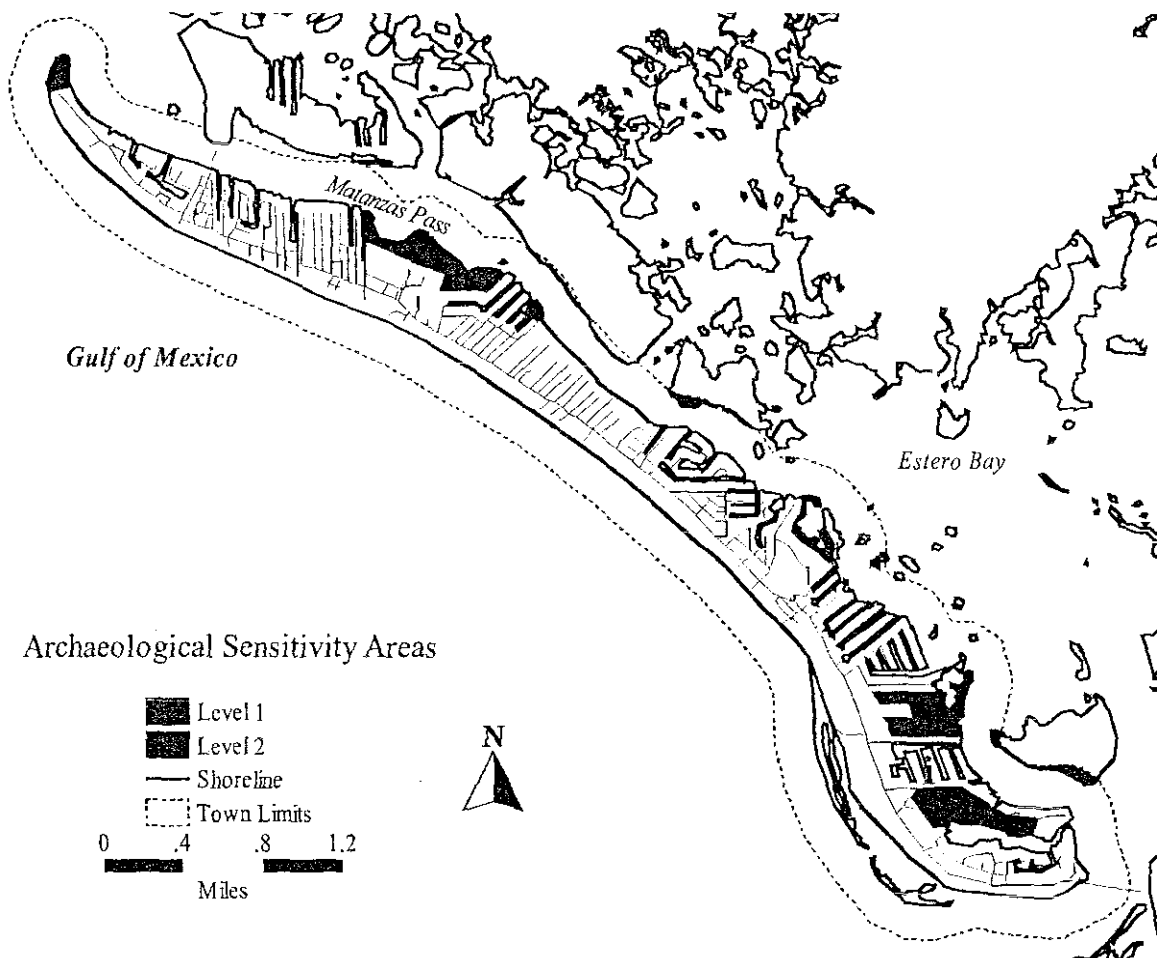 Matanzas Pass
Gulf of Mexico
Estero Bay
Archaeological Sensitivity Areas
Level 1
Level 2
Shoreline
Town Limits
N
0 .4 .8 1.2
Miles